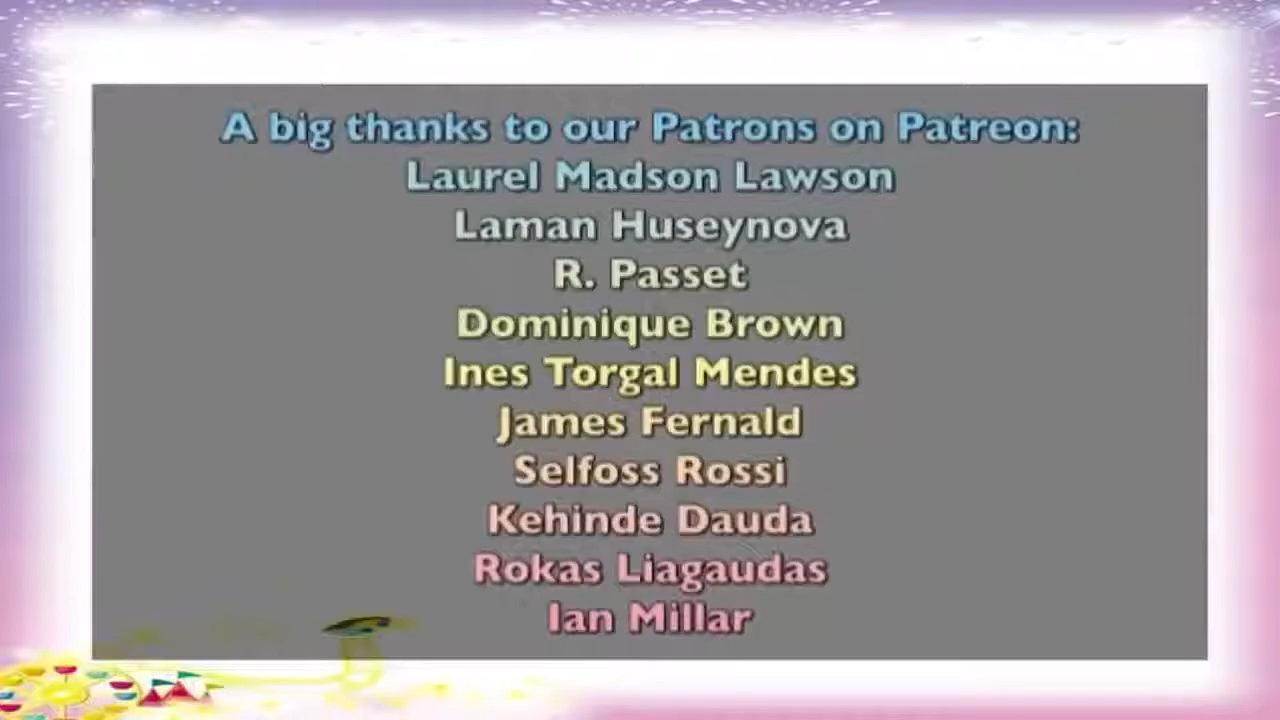 A big thanks to our Patrons on Patreon:
Laurel Madson Lawson
Laman Huseynova
R. Passet
Dominique Brown
Ines Torgal Mendes
James Fernald
Selfoss Rossi
Kehinde Dauda
Rokas Liagaudas
Ian Millar